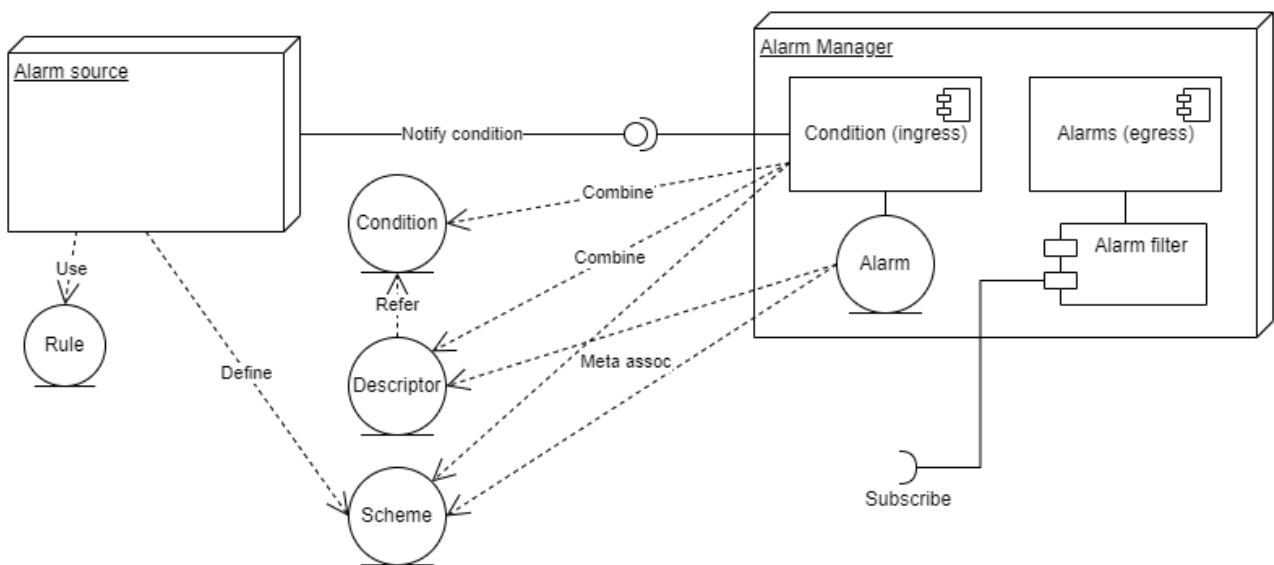 Alarm source
Alarm Manager
Notify condition
Condition (ingress)
Alarms (egress)
Combine
Condition
Combine
Alarm filter
Alarm
Use
Refer
Rule
Define
Descriptor
Meta assoc
Subscribe
Scheme